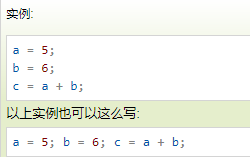 实例:
a = 5;
b = 6;
c = a + b;
以上实例也可以这么写:
a = 5; b = 6; c = a + b;